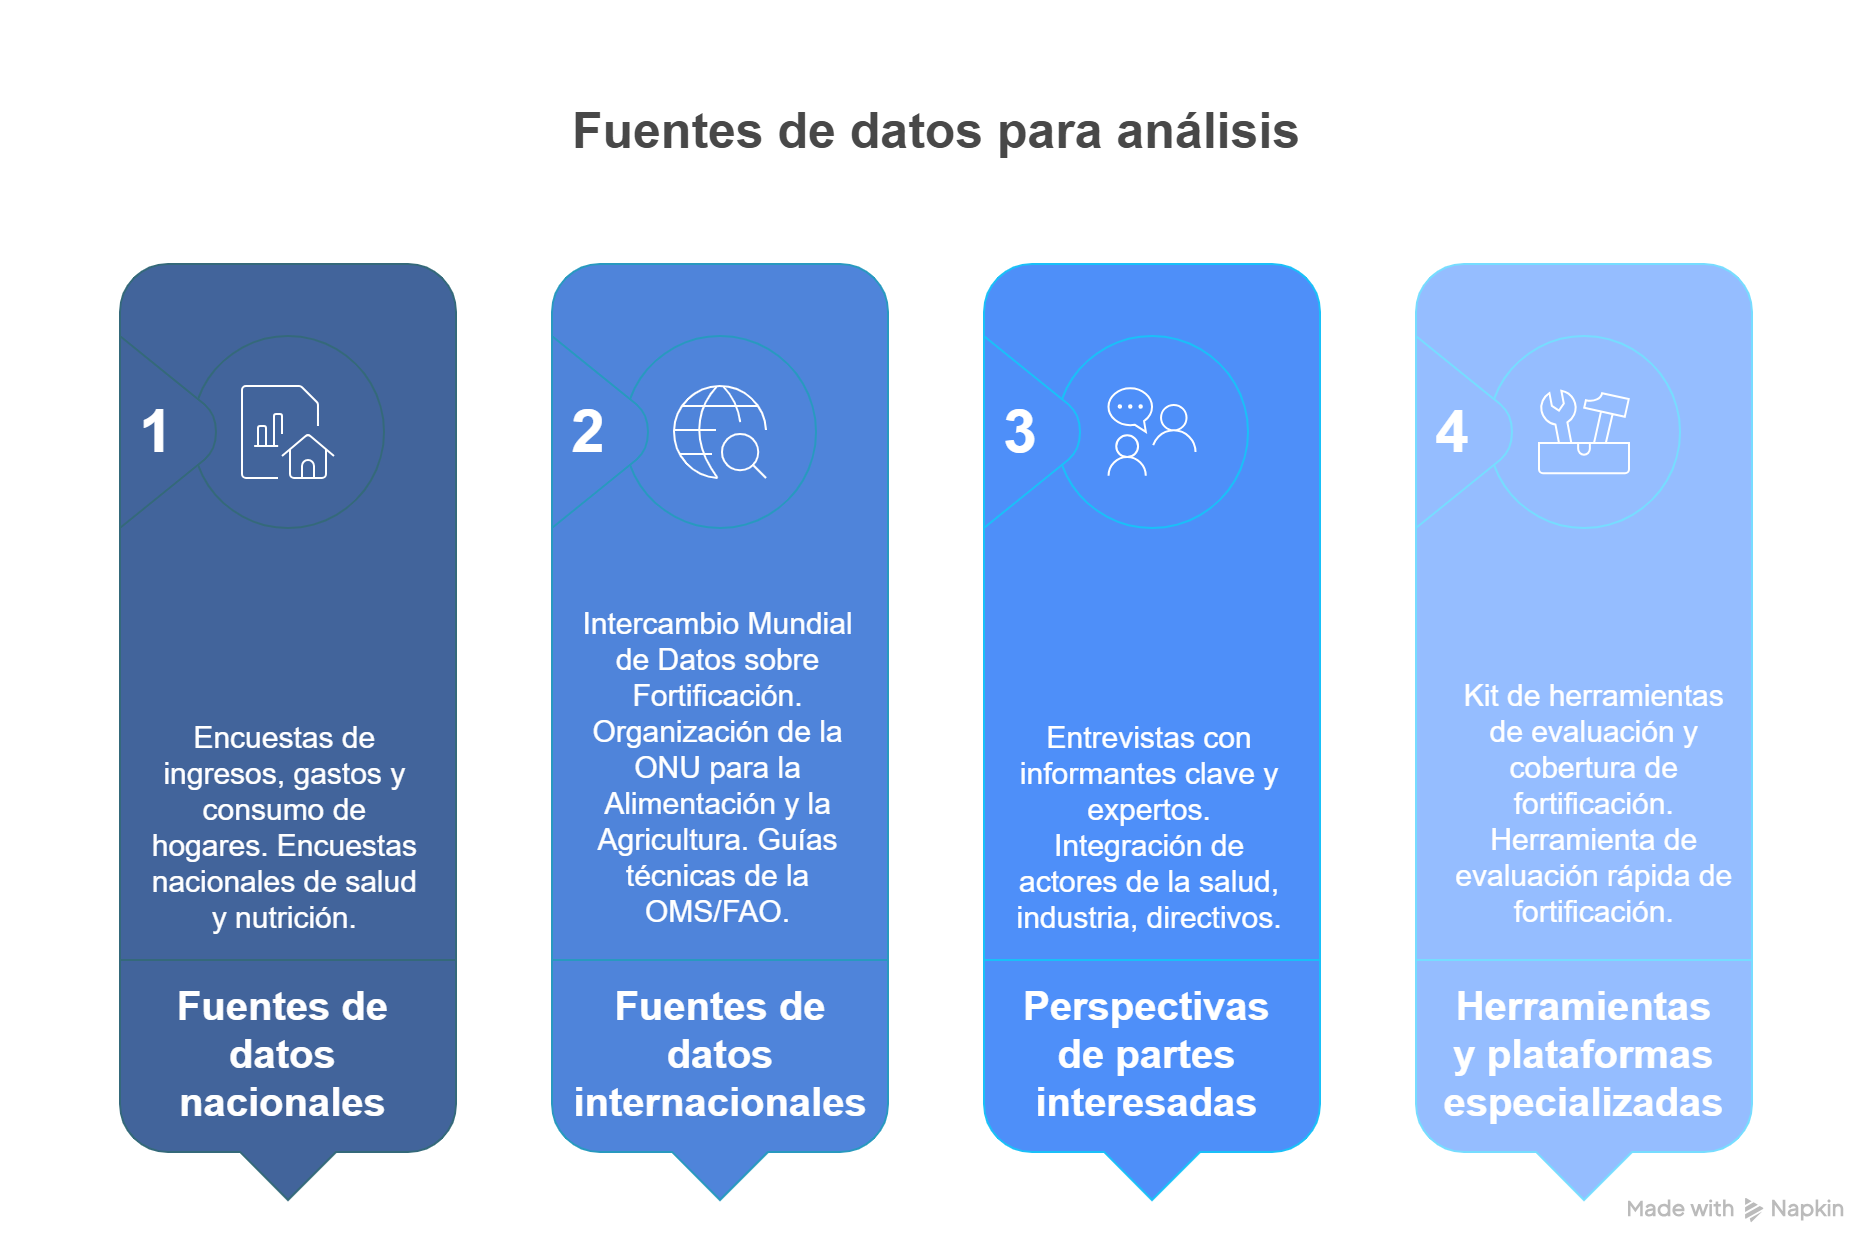 Fuentes de datos para análisis
1
Encuestas de
ingresos, gastos y
consumo de
hogares. Encuestas
nacionales de salud
y nutrición.
Fuentes de
datos
nacionales
2
Intercambio Mundial
de Datos sobre
Fortificación.
Organización de la
ONU para la
Alimentación y la
Agricultura. Guías
técnicas de la
OMS/FAO.
Fuentes de
datos
internacionales
3
Entrevistas con
informantes clave y
expertos.
Integración de
actores de la salud,
industria, directivos.
Perspectivas
de partes
interesadas
4
Kit de herramientas
de evaluación y
cobertura de
fortificación.
Herramienta de
evaluación rápida de
fortificación.
Herramientas
y plataformas
especializadas
Made with Napkin